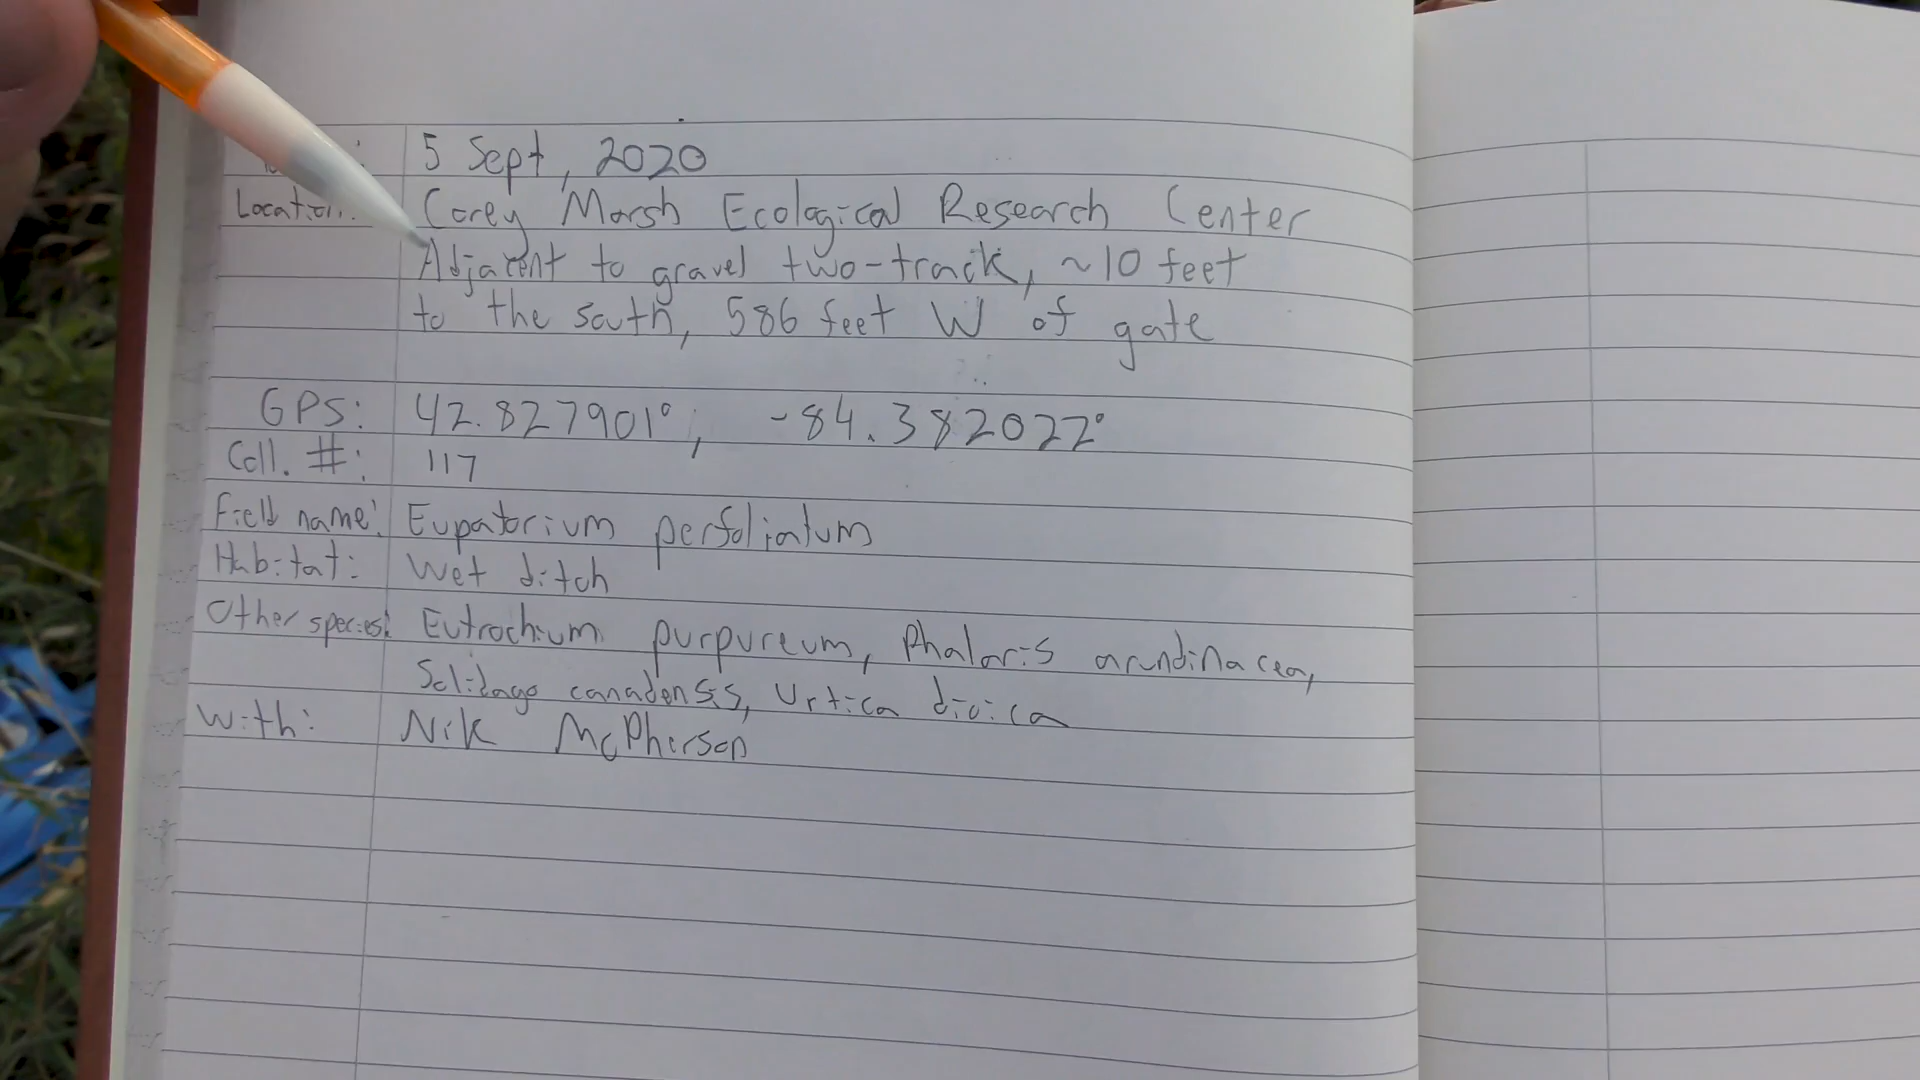 5 Sept, 2020
Location: Corey Marsh Ecological Research Center
Adjacent to gravel two-track, ~10 feet
to the south, 586 feet W of gate
GPS: 42.827901°, -84.382022°
Coll. #: 117
Field name: Eupatorium perfoliatum
Habitat: Wet ditch
Other species: Eutrochium purpureum, Phalaris arundinacea,
Solidago canadensis, Urtica dioica
With: Nik McPherson